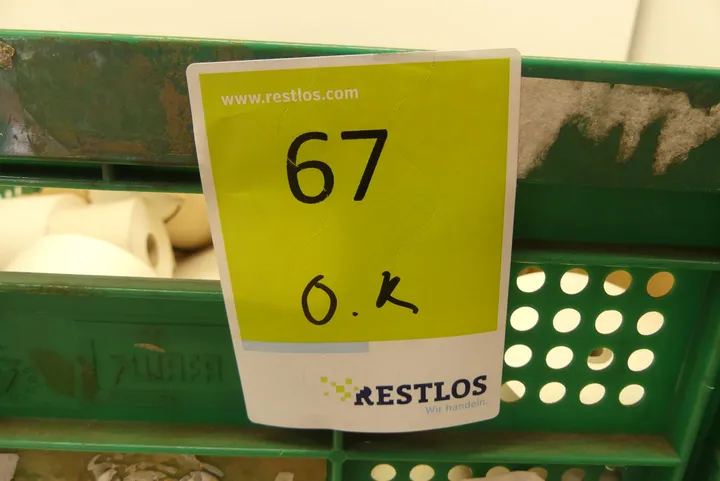 www.restlos.com
67
O.K
RESTLOS
Wir handeln.